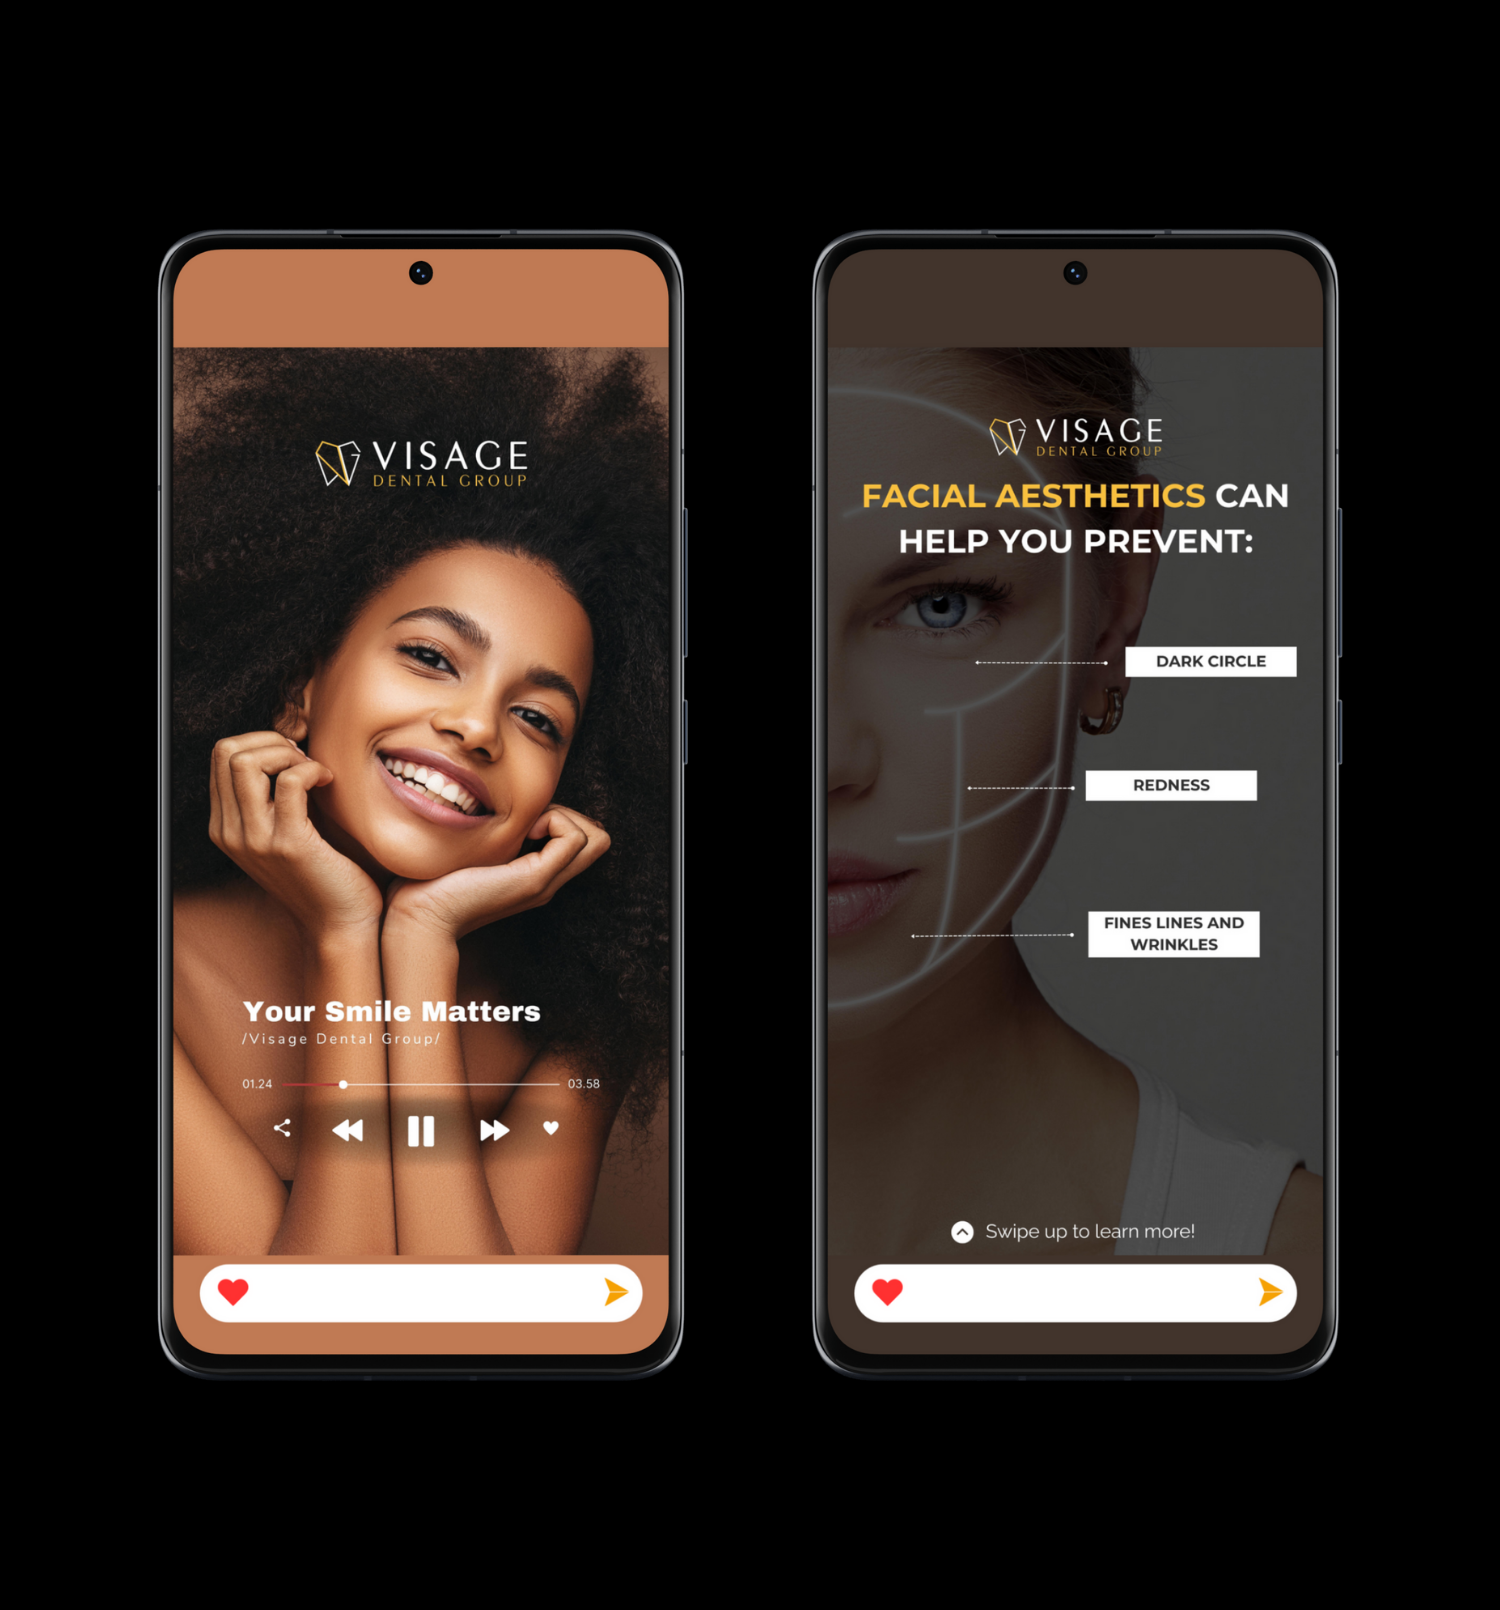 VISAGE
DENTAL GROUP
Your Smile Matters
/Visage Dental Group/
01.24
03.58
VISAGE
DENTAL GROUP
FACIAL AESTHETICS CAN
HELP YOU PREVENT:
DARK CIRCLE
REDNESS
FINES LINES AND
WRINKLES
Swipe up to learn more!